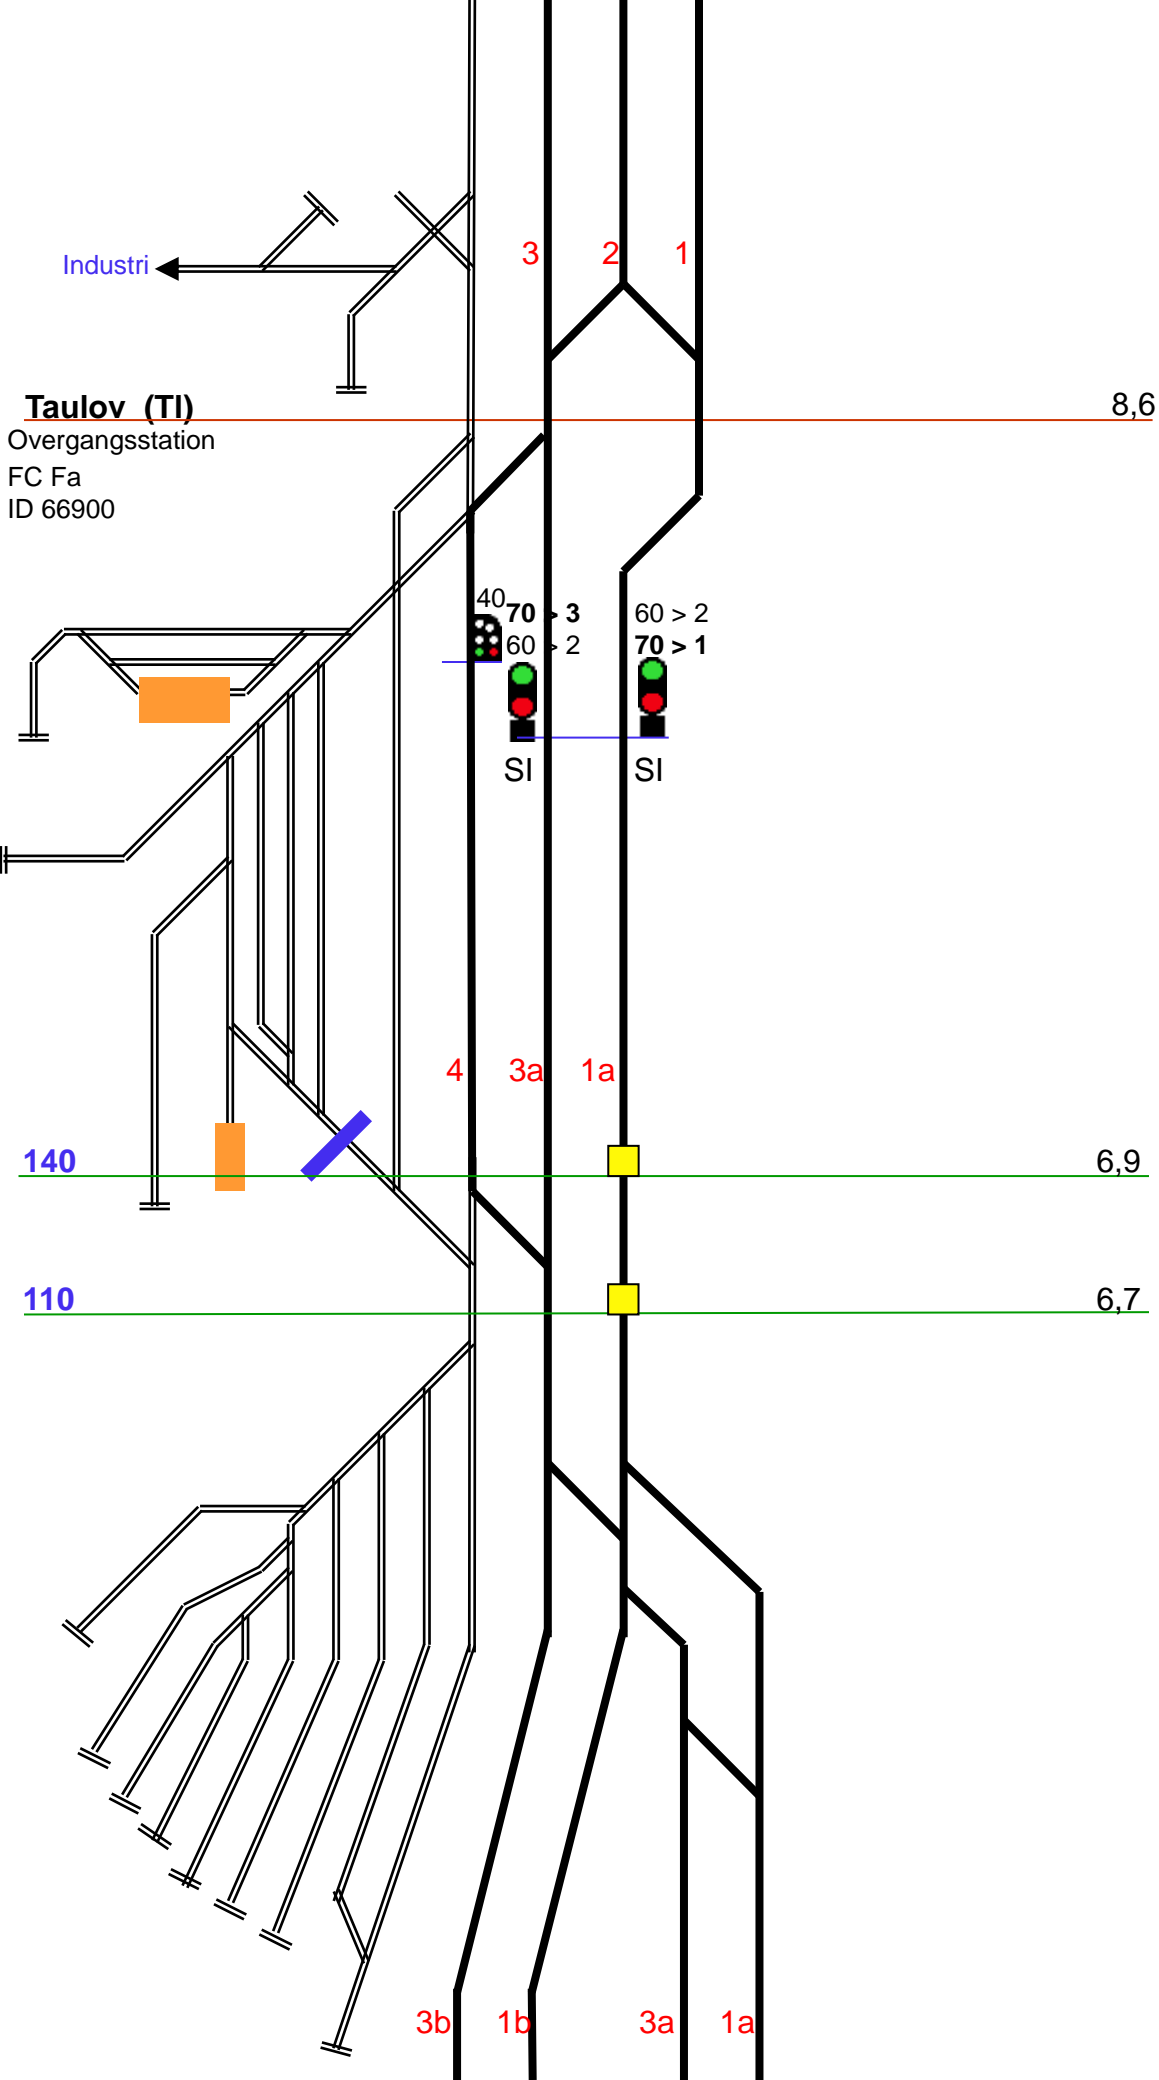 3 2 1
Industri
Taulov (Tl) 8,6
Overgangsstation
FC Fa
ID 66900
40
70 > 3 60 > 2
60 > 2 70 > 1
SI SI
4 3a 1a
140 6,9
110 6,7
3b 1b 3a 1a